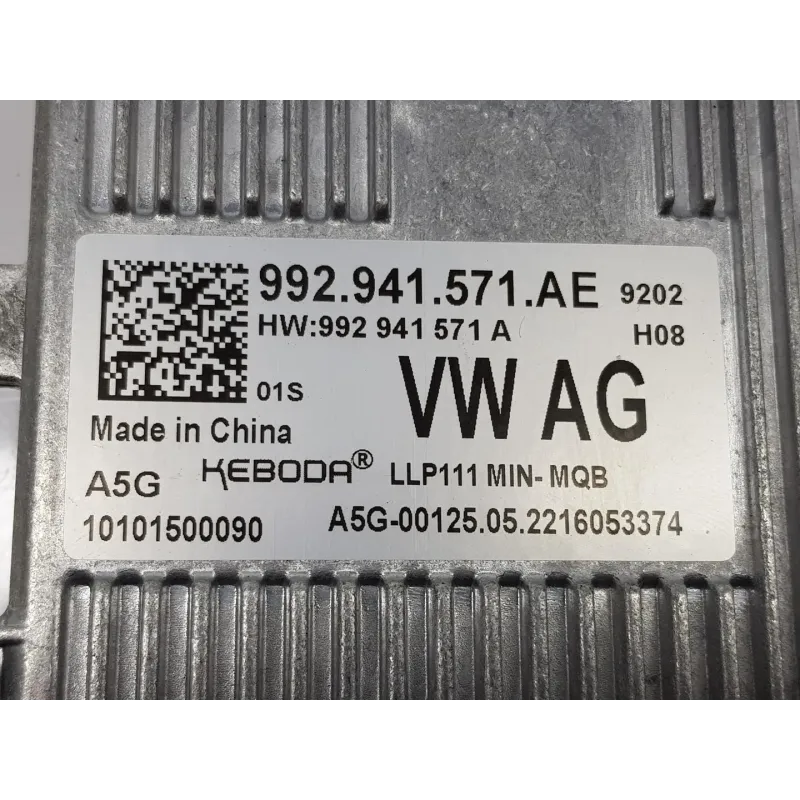 992.941.571.AE 9202
HW:992 941 571 A H08
01S VW AG
Made in China
A5G KEBODA® LLP111 MIN- MQB
10101500090 A5G-00125.05.2216053374